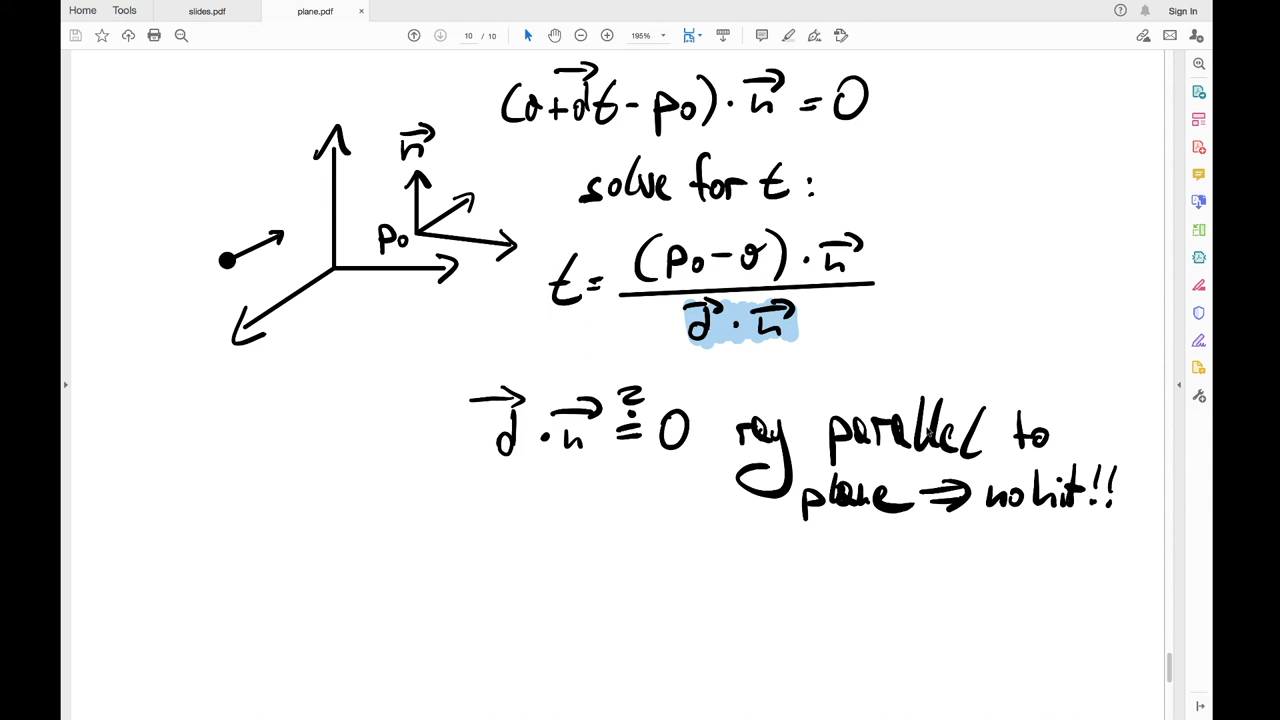 Home Tools slides.pdf plane.pdf × Sign In
10 / 10 195%
(o+d⃗t - p₀) · n⃗ = 0
n⃗
solve for t :
p₀
t = (p₀ - o) · n⃗ / d⃗ · n⃗
d⃗ · n⃗ ≟ 0 ray parallel to
plane ⇒ no hit!!